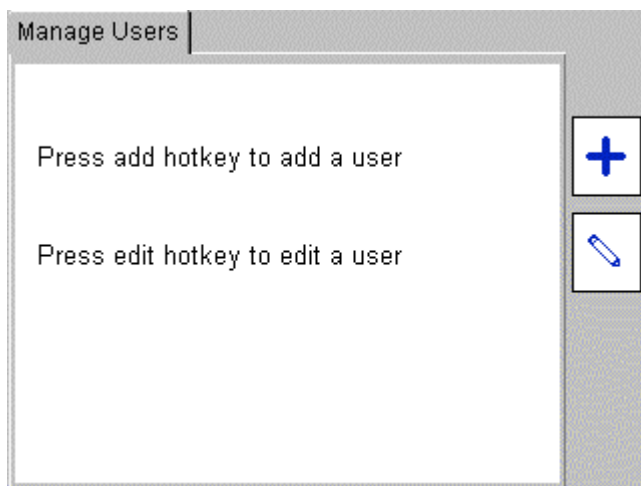 Manage Users
Press add hotkey to add a user
Press edit hotkey to edit a user